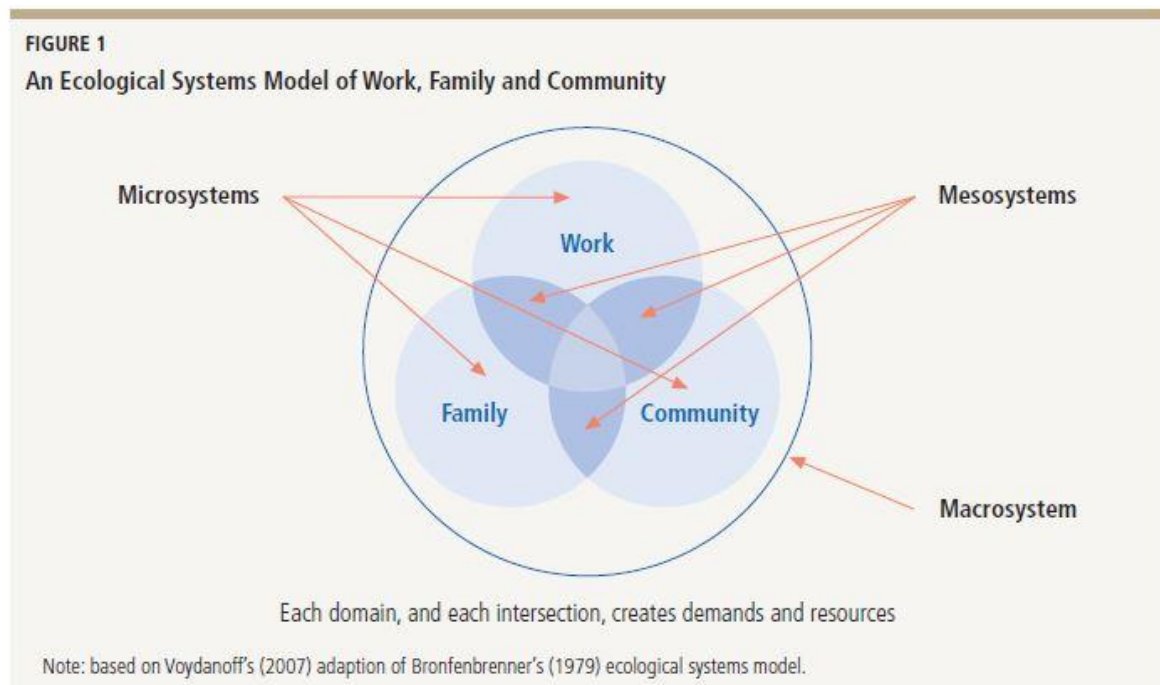 FIGURE 1
An Ecological Systems Model of Work, Family and Community
Microsystems
Mesosystems
Work
Family
Community
Macrosystem
Each domain, and each intersection, creates demands and resources
Note: based on Voydanoff's (2007) adaption of Bronfenbrenner's (1979) ecological systems model.